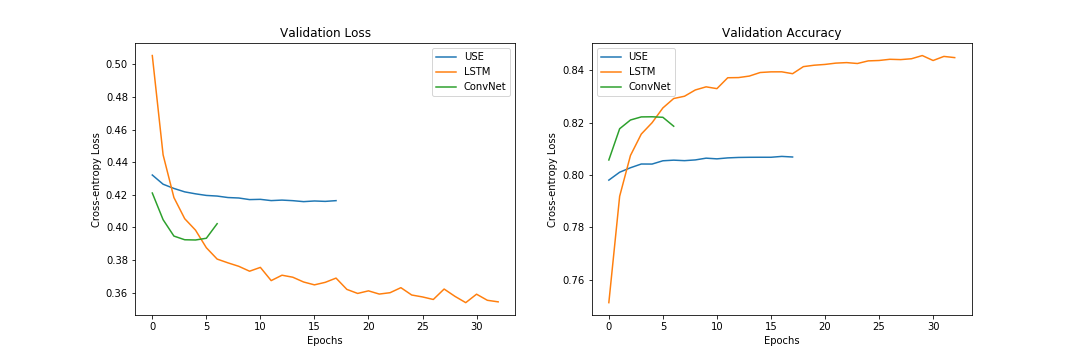 Validation Loss
USE
LSTM
ConvNet
Cross-entropy Loss
0.50
0.48
0.46
0.44
0.42
0.40
0.38
0.36
0 5 10 15 20 25 30
Epochs
Validation Accuracy
USE
LSTM
ConvNet
Cross-entropy Loss
0.84
0.82
0.80
0.78
0.76
0 5 10 15 20 25 30
Epochs